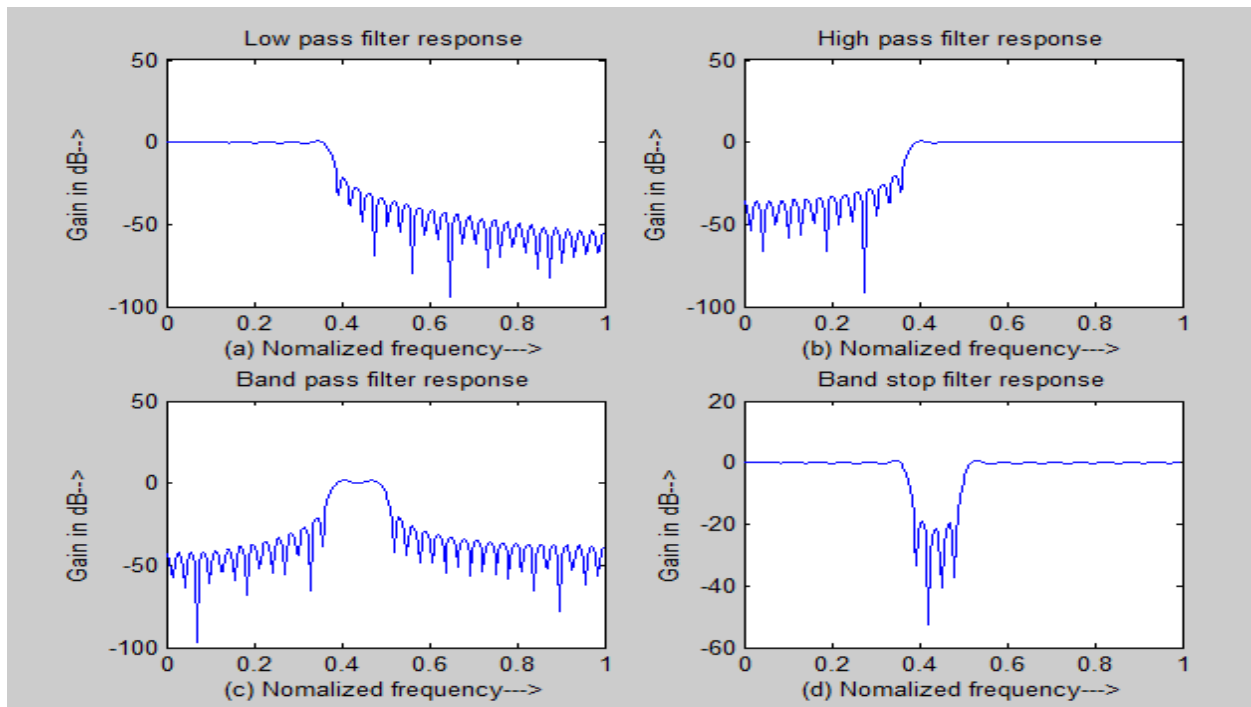 Low pass filter response
High pass filter response
50
0
-50
-100
Gain in dB-->
0 0.2 0.4 0.6 0.8 1
(a) Nomalized frequency--->
50
0
-50
-100
Gain in dB-->
0 0.2 0.4 0.6 0.8 1
(b) Nomalized frequency--->
Band pass filter response
Band stop filter response
50
0
-50
-100
Gain in dB-->
0 0.2 0.4 0.6 0.8 1
(c) Nomalized frequency--->
20
0
-20
-40
-60
Gain in dB-->
0 0.2 0.4 0.6 0.8 1
(d) Nomalized frequency--->